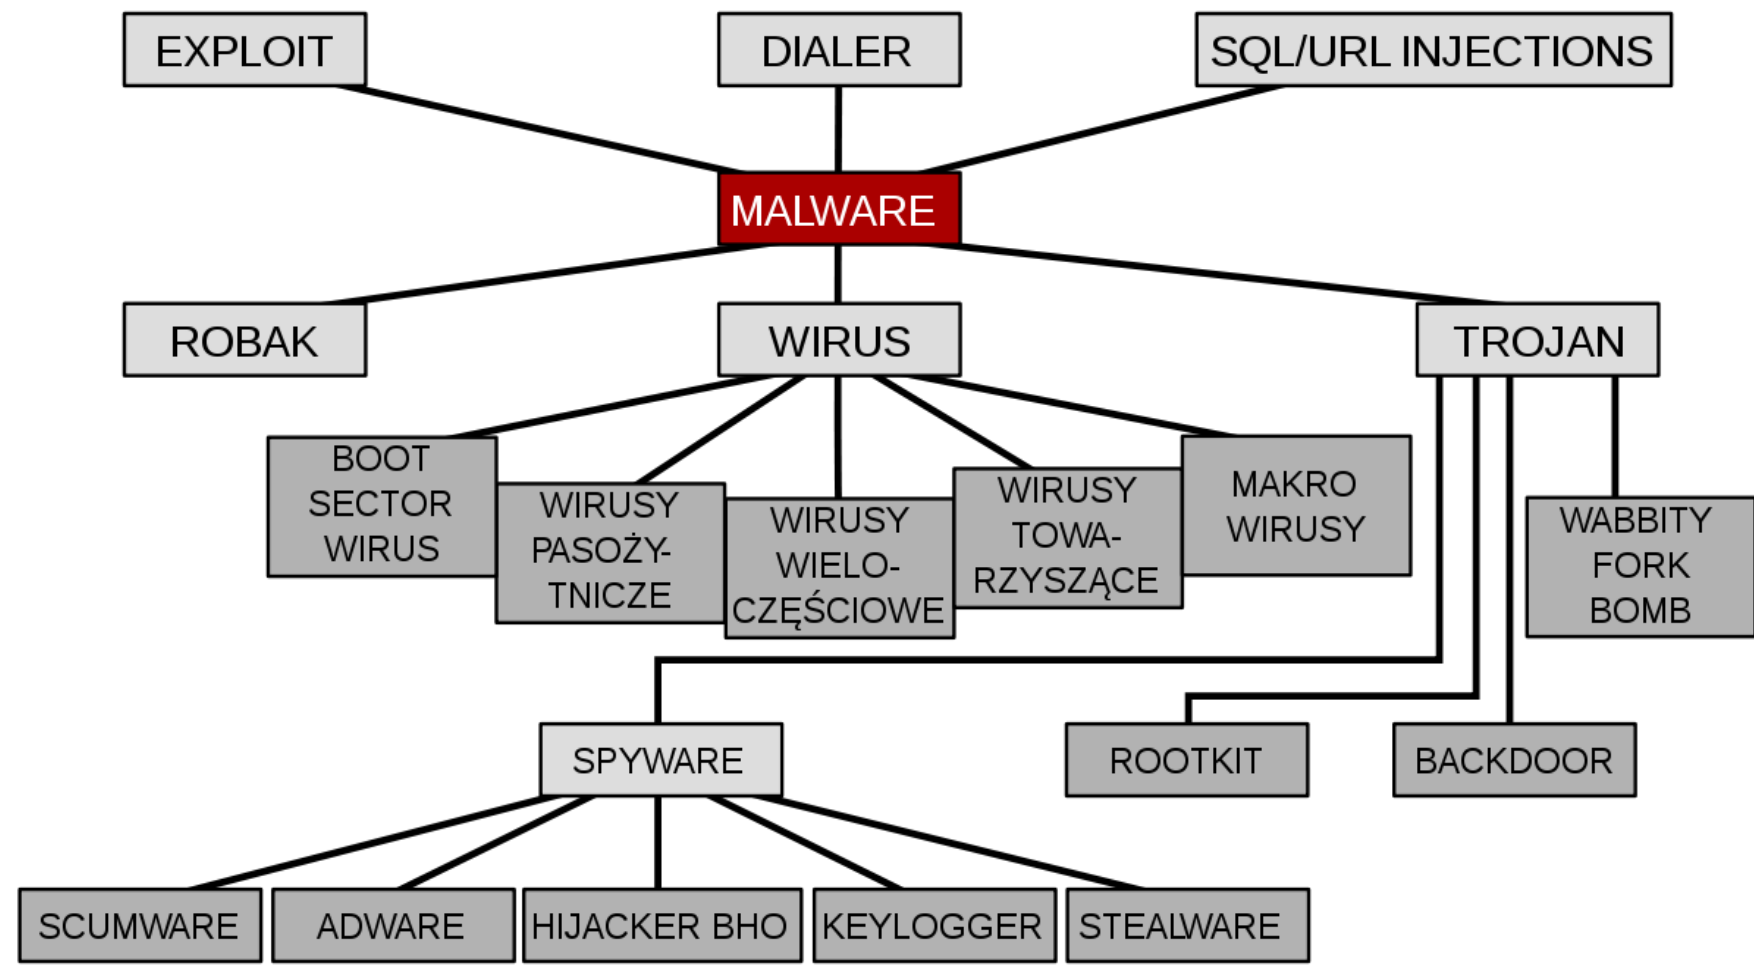 EXPLOIT
DIALER
SQL/URL INJECTIONS
MALWARE
ROBAK
WIRUS
TROJAN
BOOT
SECTOR
WIRUS
WIRUSY
PASOŻY-
TNICZE
WIRUSY
WIELO-
CZĘŚCIOWE
WIRUSY
TOWA-
RZYSZĄCE
MAKRO
WIRUSY
WABBITY
FORK
BOMB
SPYWARE
ROOTKIT
BACKDOOR
SCUMWARE
ADWARE
HIJACKER BHO
KEYLOGGER
STEALWARE